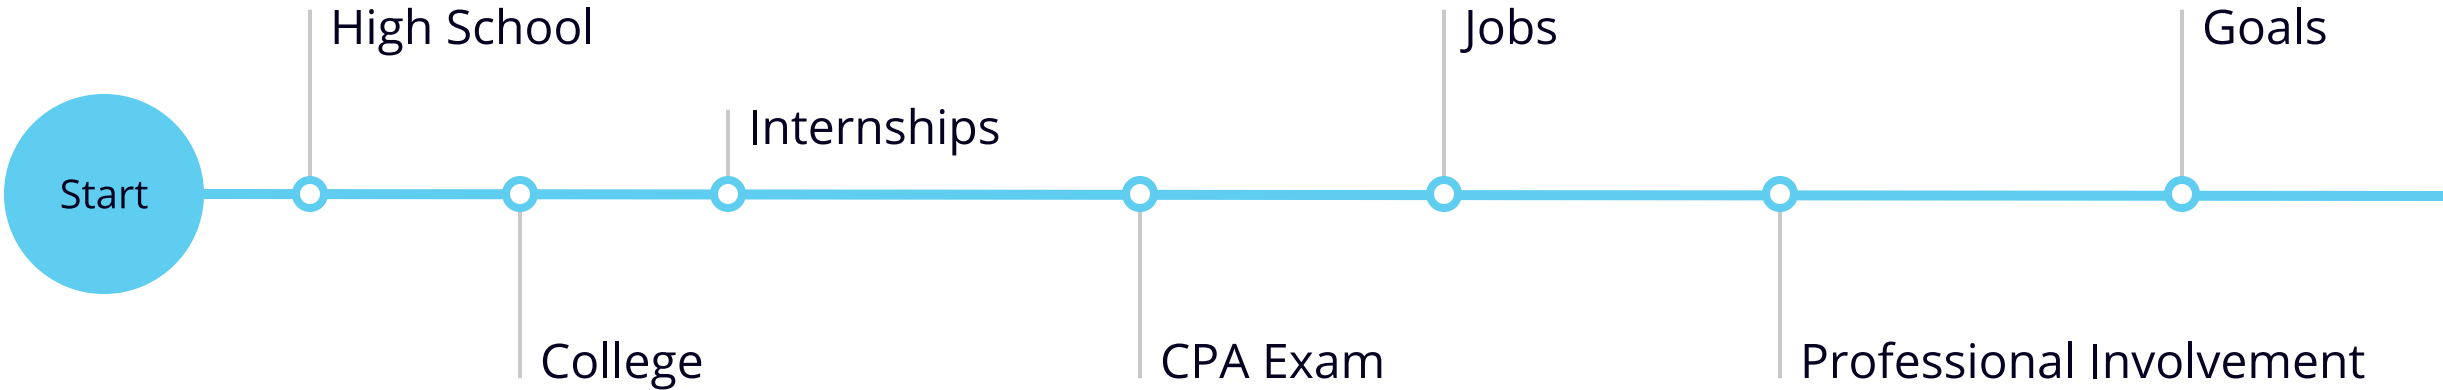 Start
High School
College
Internships
CPA Exam
Jobs
Professional Involvement
Goals